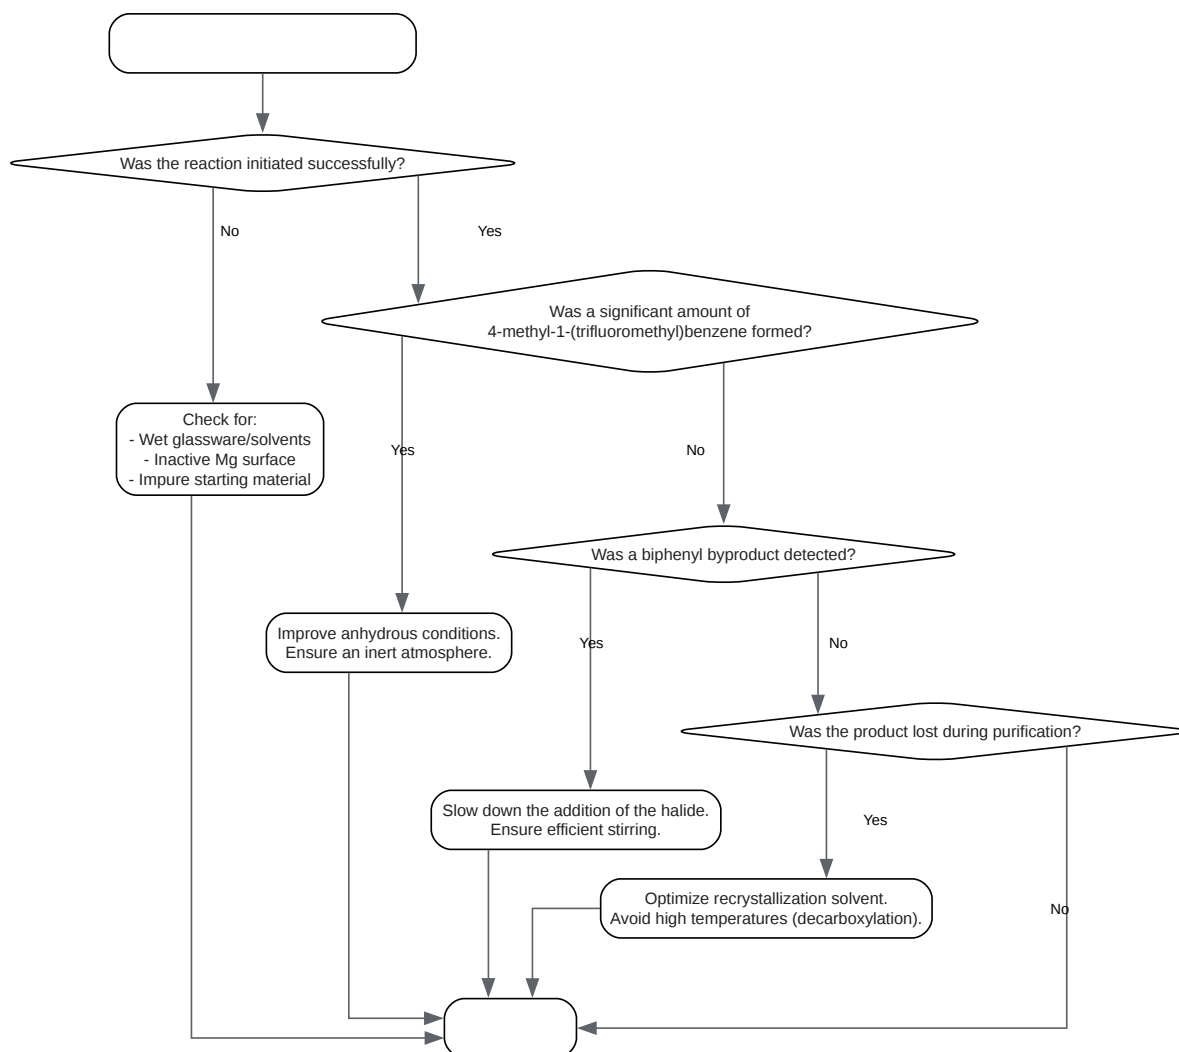 Was the reaction initiated successfully?
No
Yes
Was a significant amount of
4-methyl-1-(trifluoromethyl)benzene formed?
Check for:
- Wet glassware/solvents
- Inactive Mg surface
- Impure starting material
Yes
No
Was a biphenyl byproduct detected?
Improve anhydrous conditions.
Ensure an inert atmosphere.
Yes
No
Was the product lost during purification?
Slow down the addition of the halide.
Ensure efficient stirring.
Yes
Optimize recrystallization solvent.
Avoid high temperatures (decarboxylation).
No